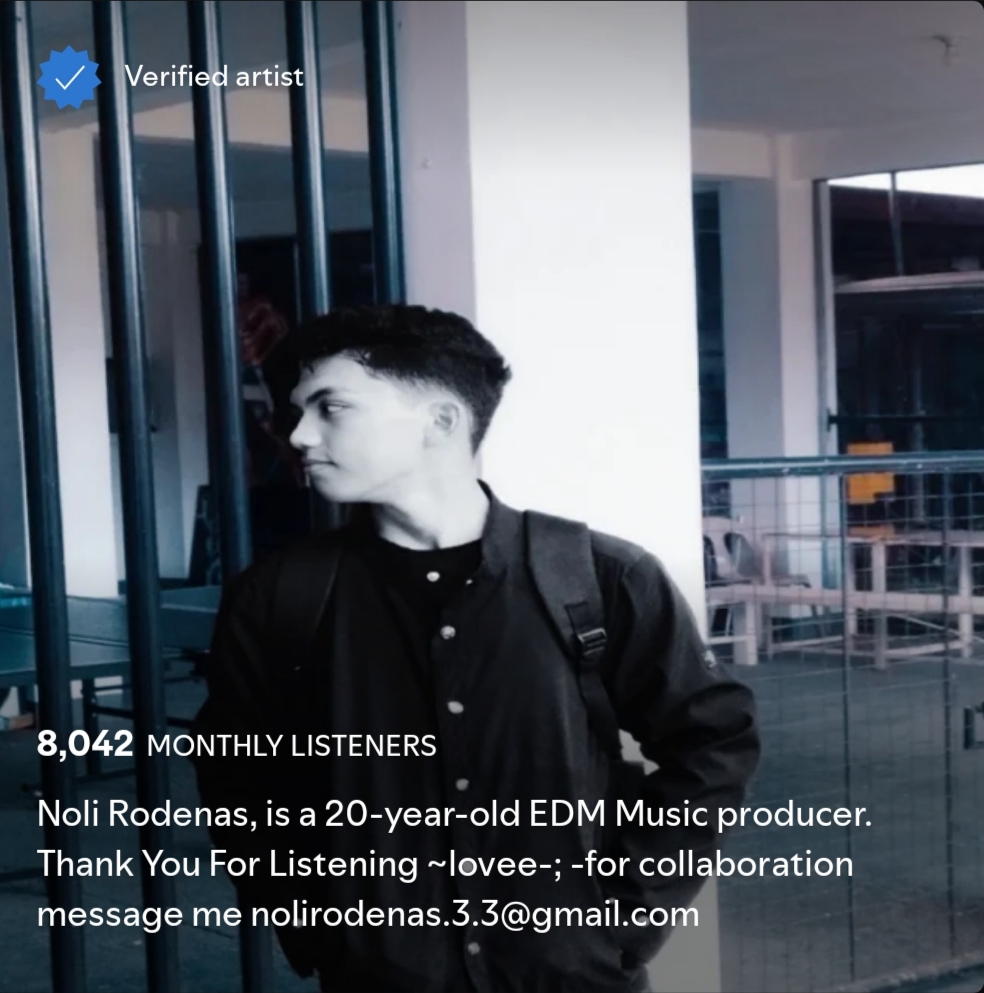 Verified artist
8,042 MONTHLY LISTENERS
Noli Rodenas, is a 20-year-old EDM Music producer.
Thank You For Listening ~lovee-; -for collaboration
message me nolirodenas.3.3@gmail.com